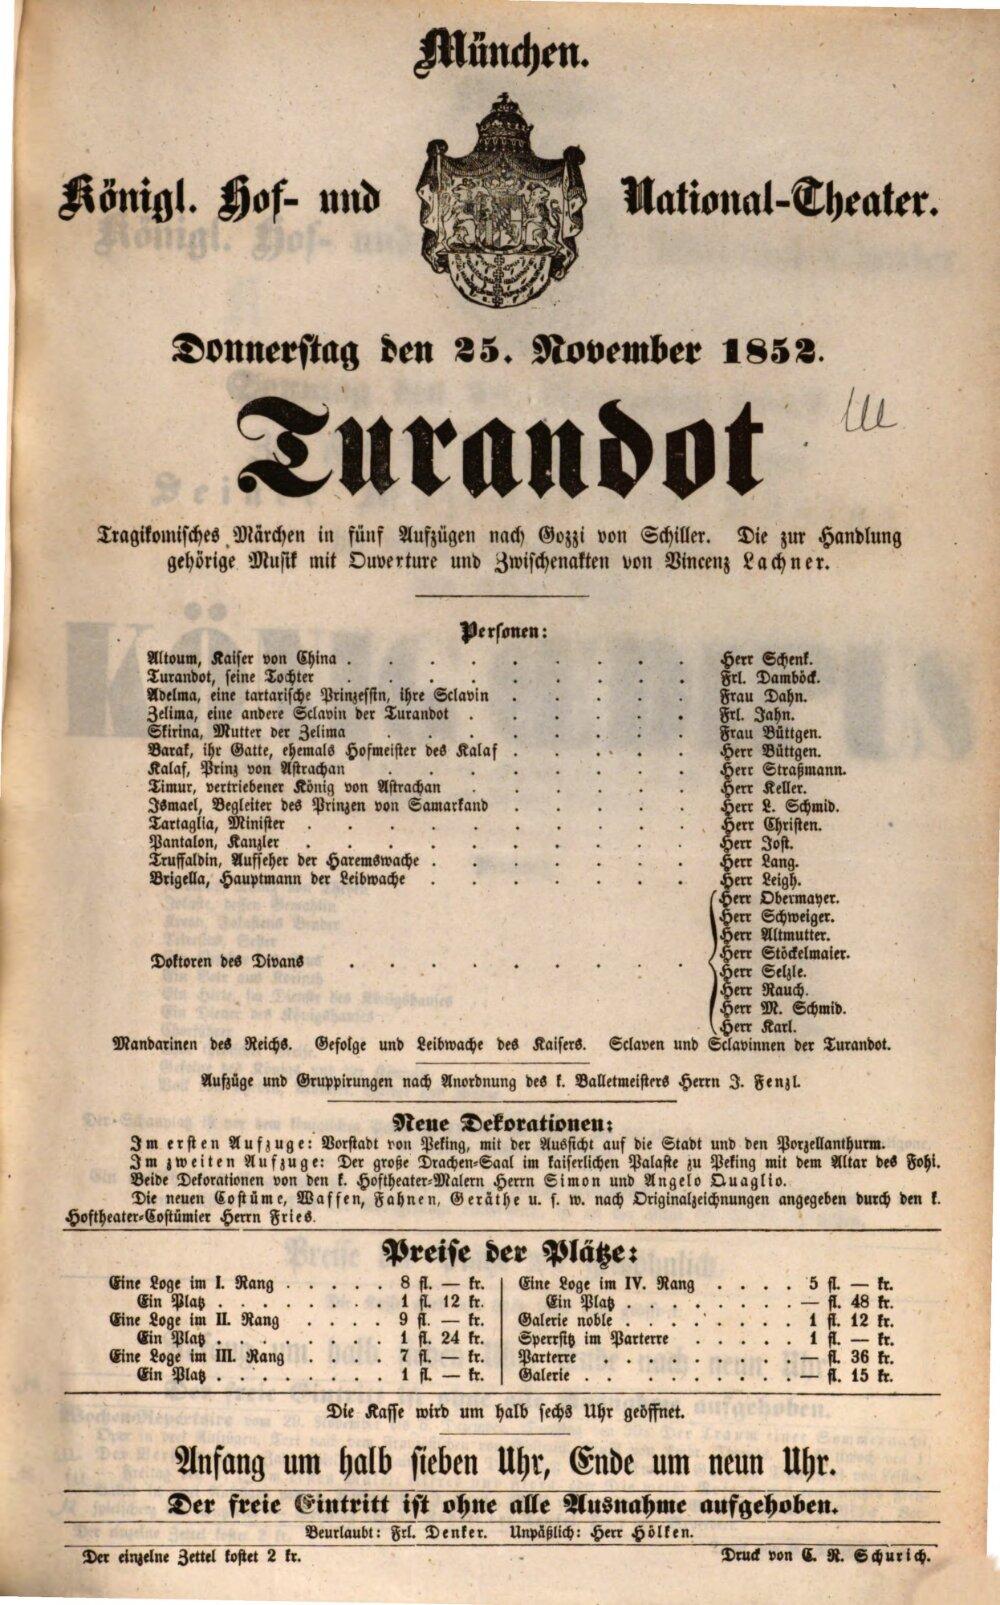 München.
Königl. Hof- und National-Theater.
Donnerstag den 25. November 1852.
Turandot
Tragikomisches Märchen in fünf Aufzügen nach Gozzi von Schiller. Die zur Handlung
gehörige Musik mit Ouverture und Zwischenakten von Vincenz Lachner.
Personen:
Altoum, Kaiser von China . . . . . . . . Herr Schenk.
Turandot, seine Tochter . . . . . . . . Frl. Damböck.
Adelma, eine tartarische Prinzessin, ihre Sclavin . . . . . Frau Dahn.
Zelima, eine andere Sclavin der Turandot . . . . . . Frl. Jahn.
Skirina, Mutter der Zelima . . . . . . . Frau Büttgen.
Barak, ihr Gatte, ehemals Hofmeister des Kalaf . . . . . Herr Büttgen.
Kalaf, Prinz von Astrachan . . . . . . . Herr Straßmann.
Timur, vertriebener König von Astrachan . . . . . . Herr Keller.
Ismael, Begleiter des Prinzen von Samarkand . . . . . Herr L. Schmid.
Tartaglia, Minister . . . . . . . . . Herr Christen.
Pantalon, Kanzler . . . . . . . . . Herr Jost.
Truffaldin, Aufseher der Haremswache . . . . . . . Herr Lang.
Brigella, Hauptmann der Leibwache . . . . . . . Herr Leigh.
Doktoren des Divans . . . . . . . .
Herr Obermayer.
Herr Schweiger.
Herr Altmutter.
Herr Stöckelmaier.
Herr Selzle.
Herr Rauch.
Herr M. Schmid.
Herr Karl.
Mandarinen des Reichs. Gefolge und Leibwache des Kaisers. Sclaven und Sclavinnen der Turandot.
Aufzüge und Gruppirungen nach Anordnung des k. Balletmeisters Herrn J. Fenzl.
Neue Dekorationen:
Im ersten Aufzuge: Vorstadt von Peking, mit der Aussicht auf die Stadt und den Porzellanthurm.
Im zweiten Aufzuge: Der große Drachen-Saal im kaiserlichen Palaste zu Peking mit dem Altar des Fohi.
Beide Dekorationen von den k. Hoftheater-Malern Herrn Simon und Angelo Quaglio.
Die neuen Costüme, Waffen, Fahnen, Geräthe u. s. w. nach Originalzeichnungen angegeben durch den k.
Hoftheater-Costümier Herrn Fries.
Preise der Plätze:
Eine Loge im I. Rang . . . . . 8 fl. — kr.
Ein Platz . . . . . . . . 1 fl. 12 kr.
Eine Loge im II. Rang . . . . 9 fl. — kr.
Ein Platz . . . . . . . . 1 fl. 24 kr.
Eine Loge im III. Rang . . . . 7 fl. — kr.
Ein Platz . . . . . . . . 1 fl. — kr.
Eine Loge im IV. Rang . . . . 5 fl. — kr.
Ein Platz . . . . . . . — fl. 48 kr.
Galerie noble . . . . . . . 1 fl. 12 kr.
Sperrsitz im Parterre . . . . . 1 fl. — kr.
Parterre . . . . . . . . — fl. 36 kr.
Galerie . . . . . . . . — fl. 15 kr.
Die Kasse wird um halb sechs Uhr geöffnet.
Anfang um halb sieben Uhr, Ende um neun Uhr.
Der freie Eintritt ist ohne alle Ausnahme aufgehoben.
Beurlaubt: Frl. Denker. Unpäßlich: Herr Hölken.
Der einzelne Zettel kostet 2 kr. Druck von C. R. Schurich.